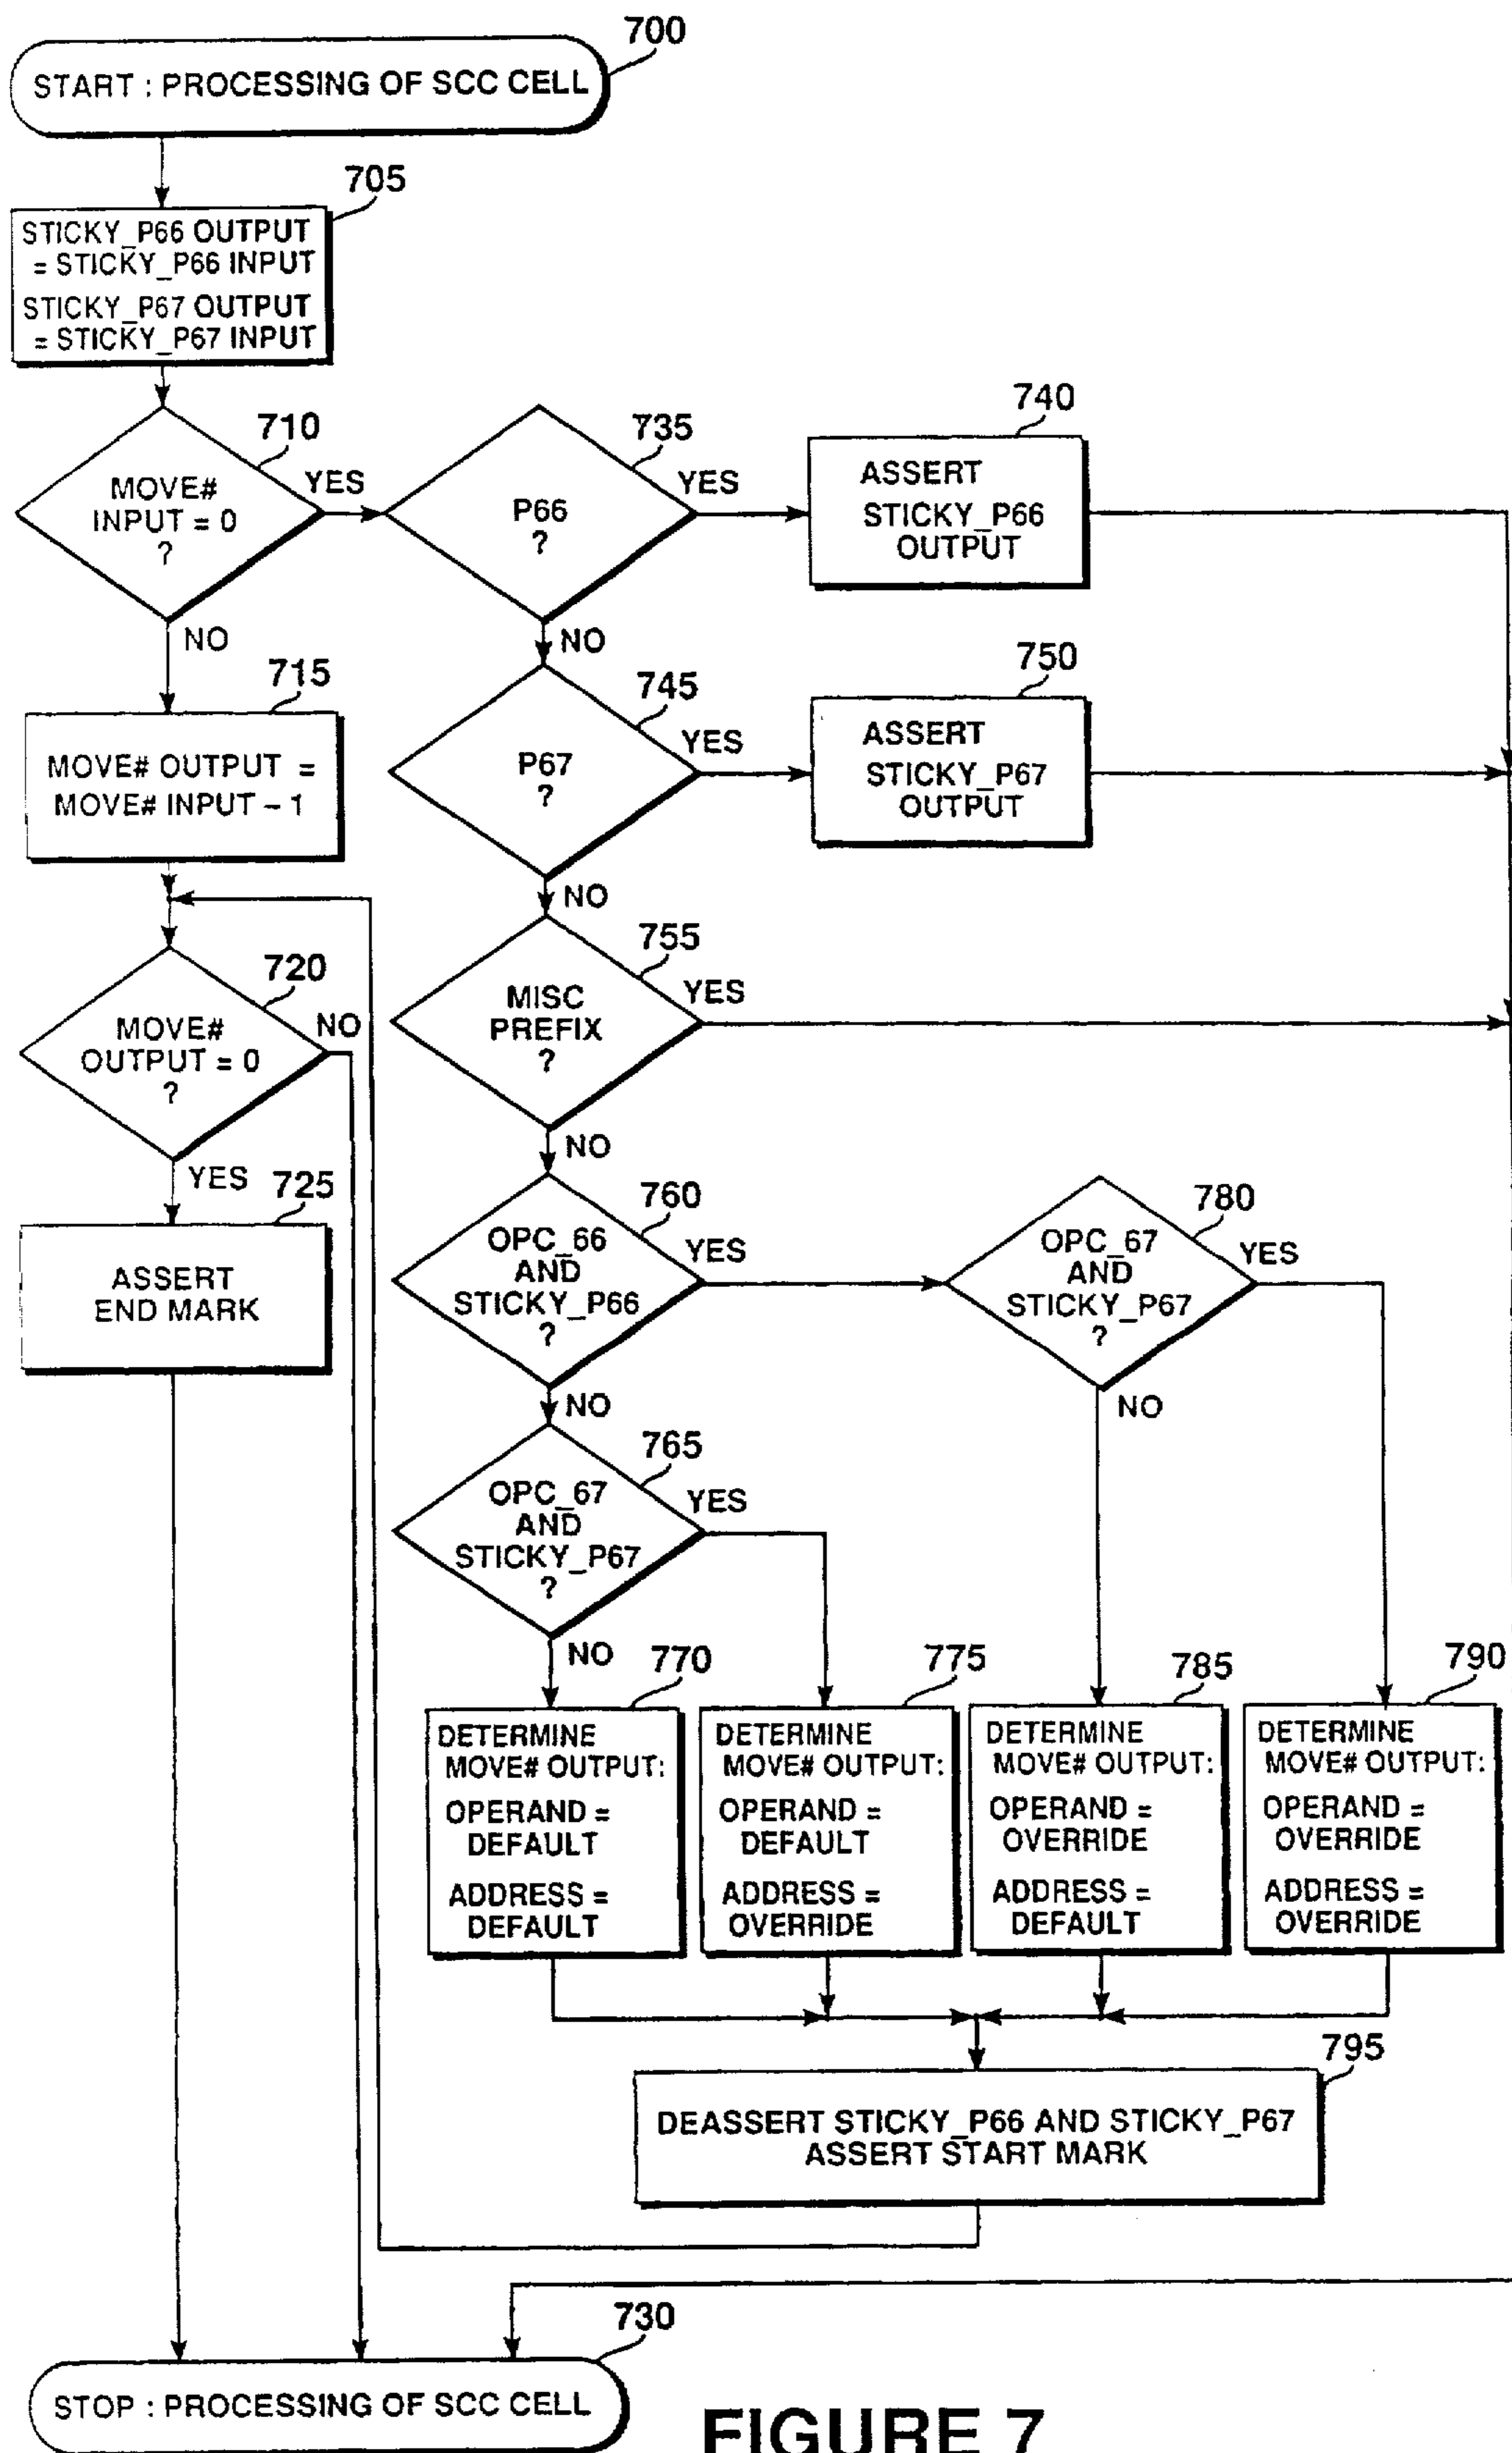 700
START : PROCESSING OF SCC CELL
705
STICKY_P66 OUTPUT
= STICKY_P66 INPUT
STICKY_P67 OUTPUT
= STICKY_P67 INPUT
710
MOVE#
INPUT = 0
?
YES
NO
735
P66
?
YES
NO
740
ASSERT
STICKY_P66
OUTPUT
715
MOVE# OUTPUT =
MOVE# INPUT - 1
745
P67
?
YES
NO
750
ASSERT
STICKY_P67
OUTPUT
720
MOVE#
OUTPUT = 0
?
NO
YES
755
MISC
PREFIX
?
YES
NO
725
ASSERT
END MARK
760
OPC_66
AND
STICKY_P66
?
YES
NO
780
OPC_67
AND
STICKY_P67
?
YES
NO
765
OPC_67
AND
STICKY_P67
?
YES
NO
770
DETERMINE
MOVE# OUTPUT:
OPERAND =
DEFAULT
ADDRESS =
DEFAULT
775
DETERMINE
MOVE# OUTPUT:
OPERAND =
DEFAULT
ADDRESS =
OVERRIDE
785
DETERMINE
MOVE# OUTPUT:
OPERAND =
OVERRIDE
ADDRESS =
DEFAULT
790
DETERMINE
MOVE# OUTPUT:
OPERAND =
OVERRIDE
ADDRESS =
OVERRIDE
795
DEASSERT STICKY_P66 AND STICKY_P67
ASSERT START MARK
730
STOP : PROCESSING OF SCC CELL
FIGURE 7